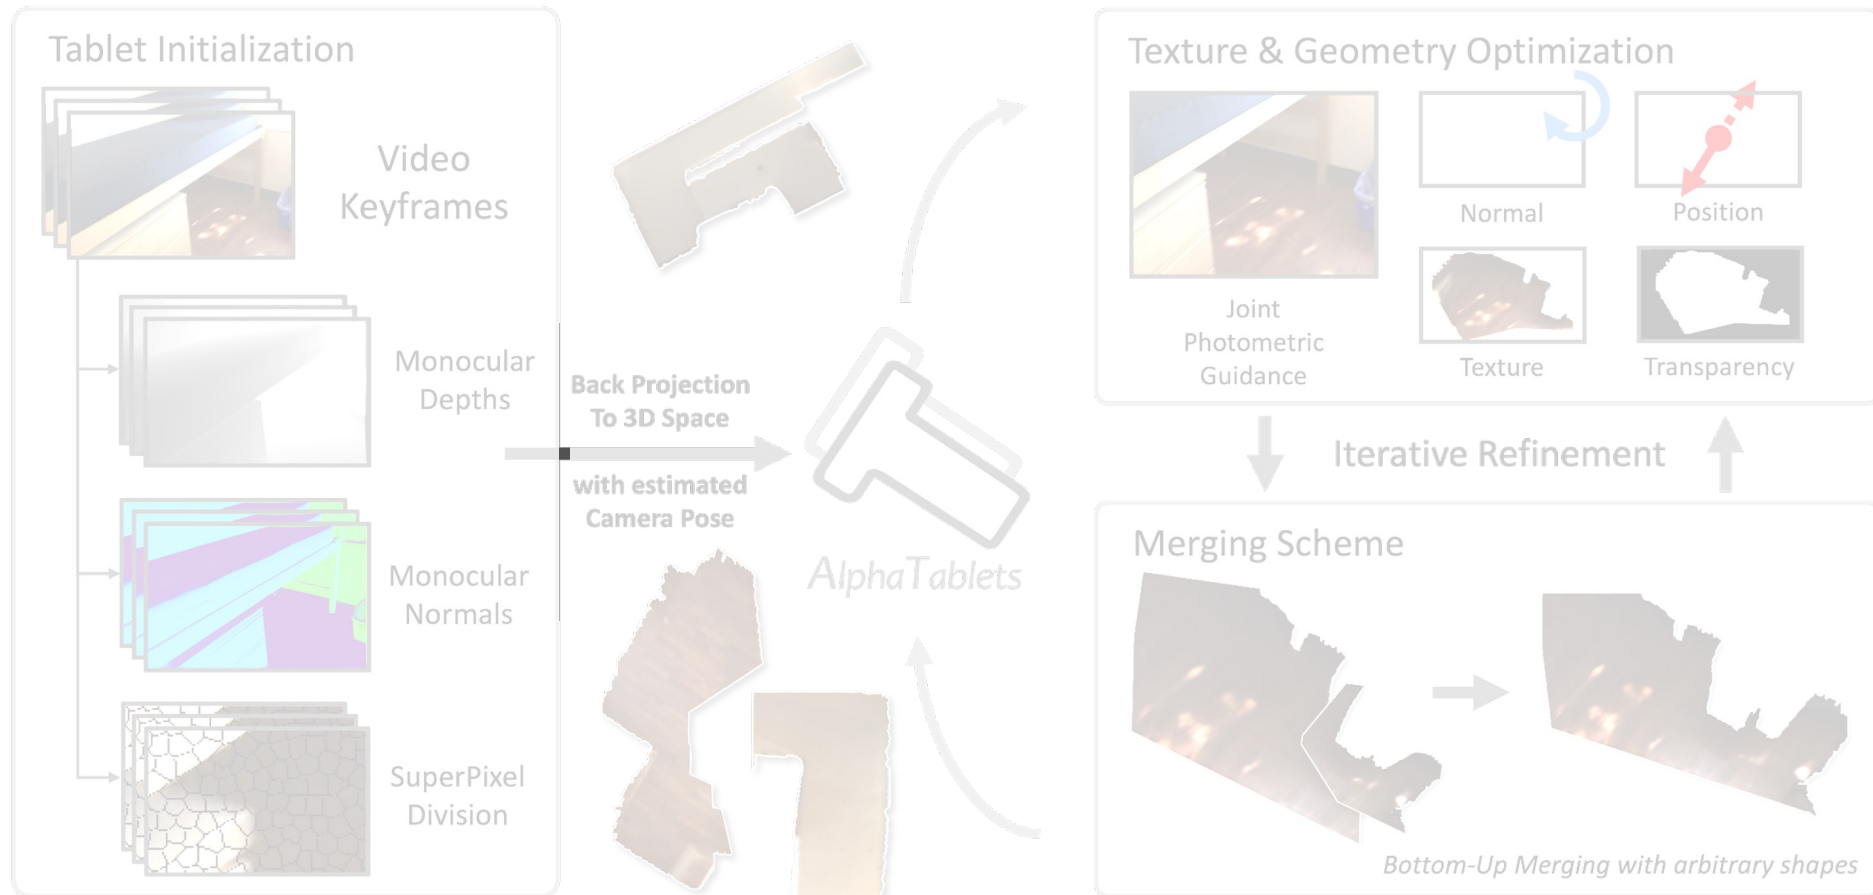 Tablet Initialization
Video
Keyframes
Monocular
Depths
Monocular
Normals
SuperPixel
Division
Back Projection
To 3D Space
with estimated
Camera Pose
AlphaTablets
Texture & Geometry Optimization
Joint
Photometric
Guidance
Normal
Position
Texture
Transparency
Iterative Refinement
Merging Scheme
Bottom-Up Merging with arbitrary shapes